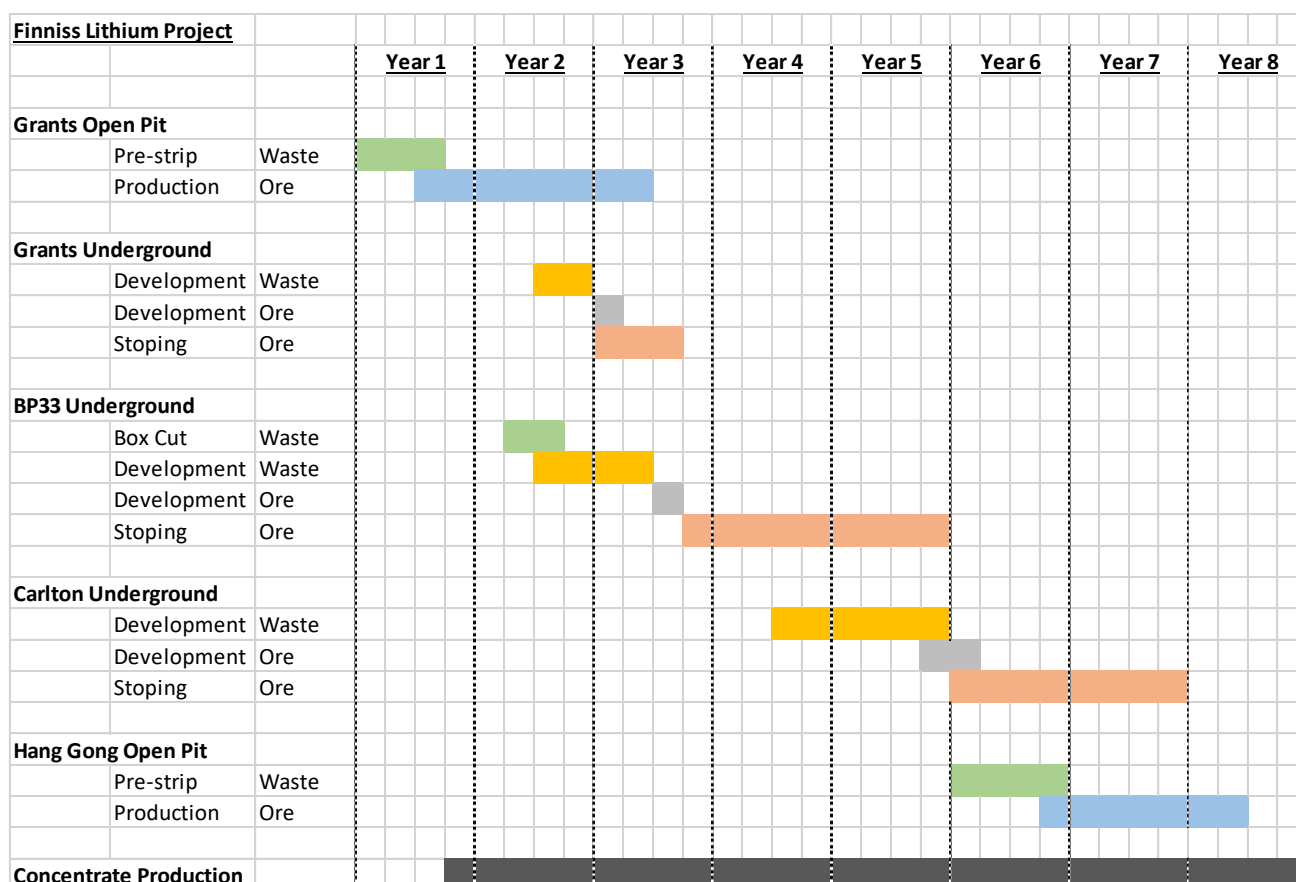 Finniss Lithium Project
Year 1 Year 2 Year 3 Year 4 Year 5 Year 6 Year 7 Year 8
Grants Open Pit
Pre-strip Waste
Production Ore
Grants Underground
Development Waste
Development Ore
Stoping Ore
BP33 Underground
Box Cut Waste
Development Waste
Development Ore
Stoping Ore
Carlton Underground
Development Waste
Development Ore
Stoping Ore
Hang Gong Open Pit
Pre-strip Waste
Production Ore
Concentrate Production